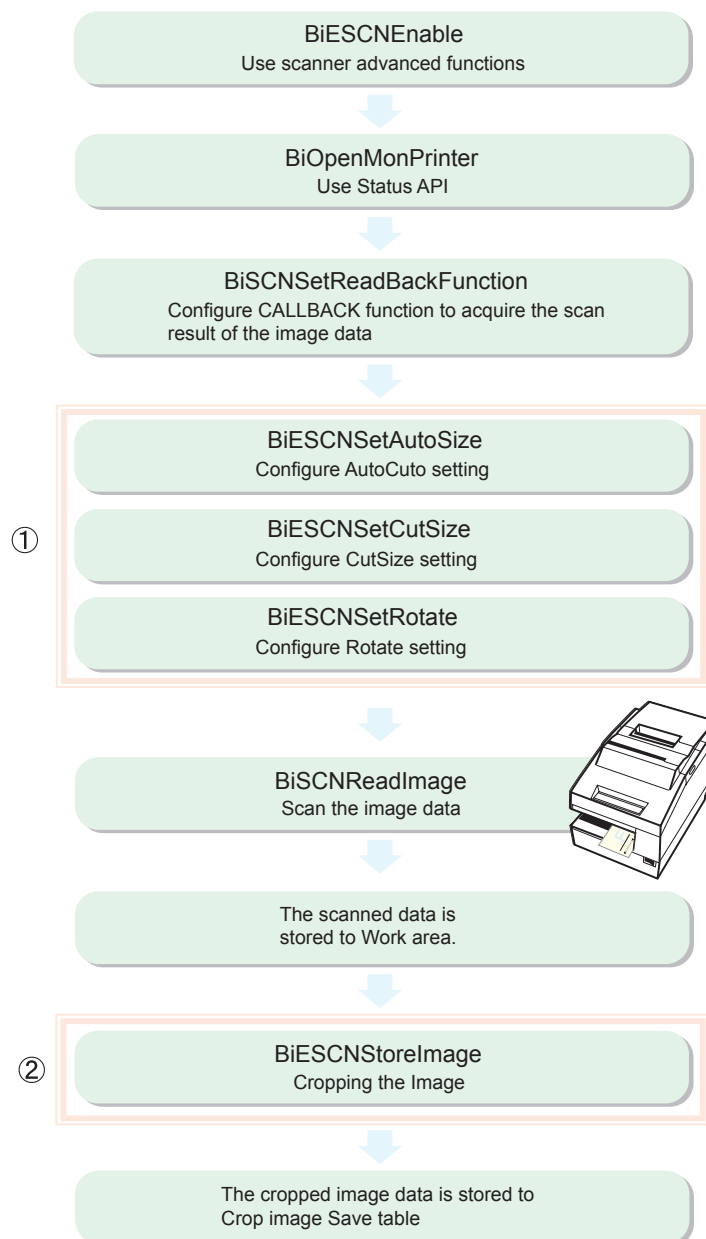 BiESCNEnable
Use scanner advanced functions
BiOpenMonPrinter
Use Status API
BiSCNSetReadBackFunction
Configure CALLBACK function to acquire the scan
result of the image data
BiESCNSetAutoSize
Configure AutoCuto setting
①
BiESCNSetCutSize
Configure CutSize setting
BiESCNSetRotate
Configure Rotate setting
BiSCNReadImage
Scan the image data
The scanned data is
stored to Work area.
②
BiESCNStoreImage
Cropping the Image
The cropped image data is stored to
Crop image Save table